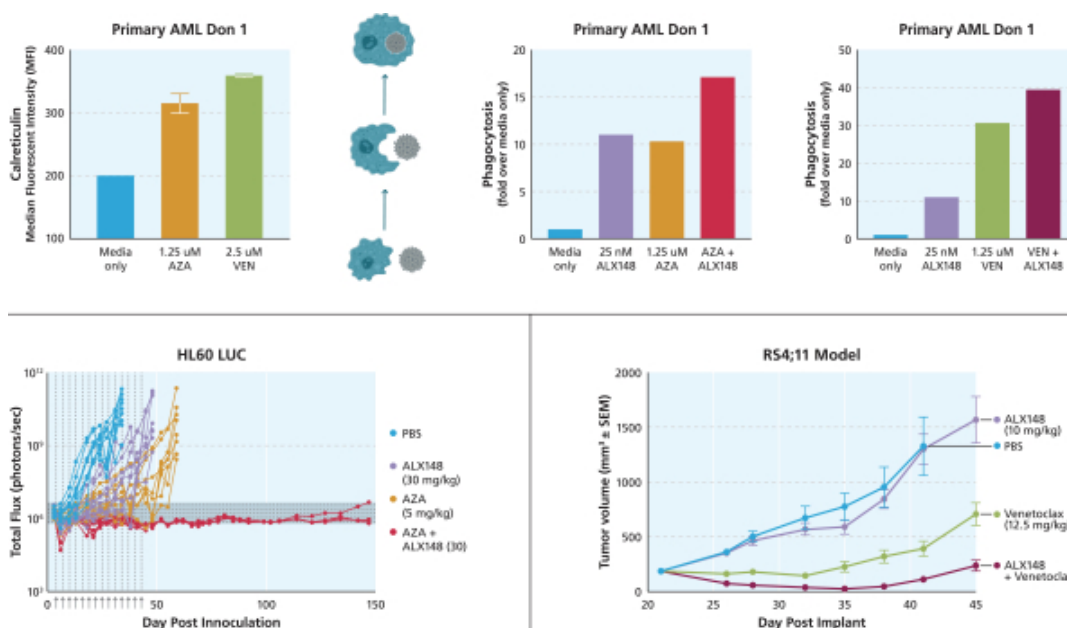 Primary AML Don 1
Calreticulin
Median Fluorescent Intensity (MFI)
400
300
200
100
Media
only
1.25 uM
AZA
2.5 uM
VEN
Primary AML Don 1
Phagocytosis
(fold over media only)
20
15
10
5
0
Media
only
25 nM
ALX148
1.25 uM
AZA
AZA +
ALX148
Primary AML Don 1
Phagocytosis
(fold over media only)
50
40
30
20
10
0
Media
only
25 nM
ALX148
1.25 uM
VEN
VEN +
ALX148
HL60 LUC
Total Flux (photons/sec)
10¹²
10⁹
10⁶
10³
0
50
100
150
Day Post Innoculation
PBS
ALX148
(30 mg/kg)
AZA
(5 mg/kg)
AZA +
ALX148 (30)
RS4;11 Model
Tumor volume (mm³ ± SEM)
2000
1500
1000
500
0
20
25
30
35
40
45
Day Post Implant
ALX148
(10 mg/kg)
PBS
Venetoclax
(12.5 mg/kg)
ALX148
+ Venetocla